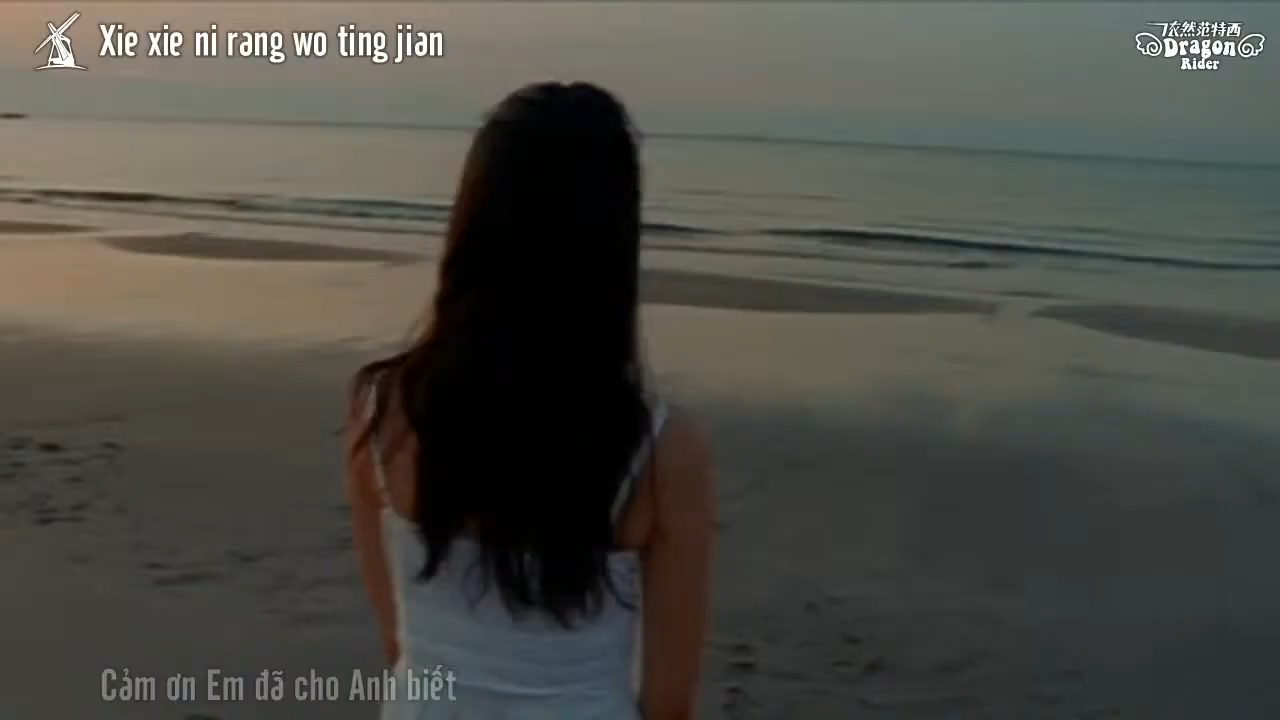 Xie xie ni rang wo ting jian
依然范特西
Dragon
Rider
Cảm ơn Em đã cho Anh biết